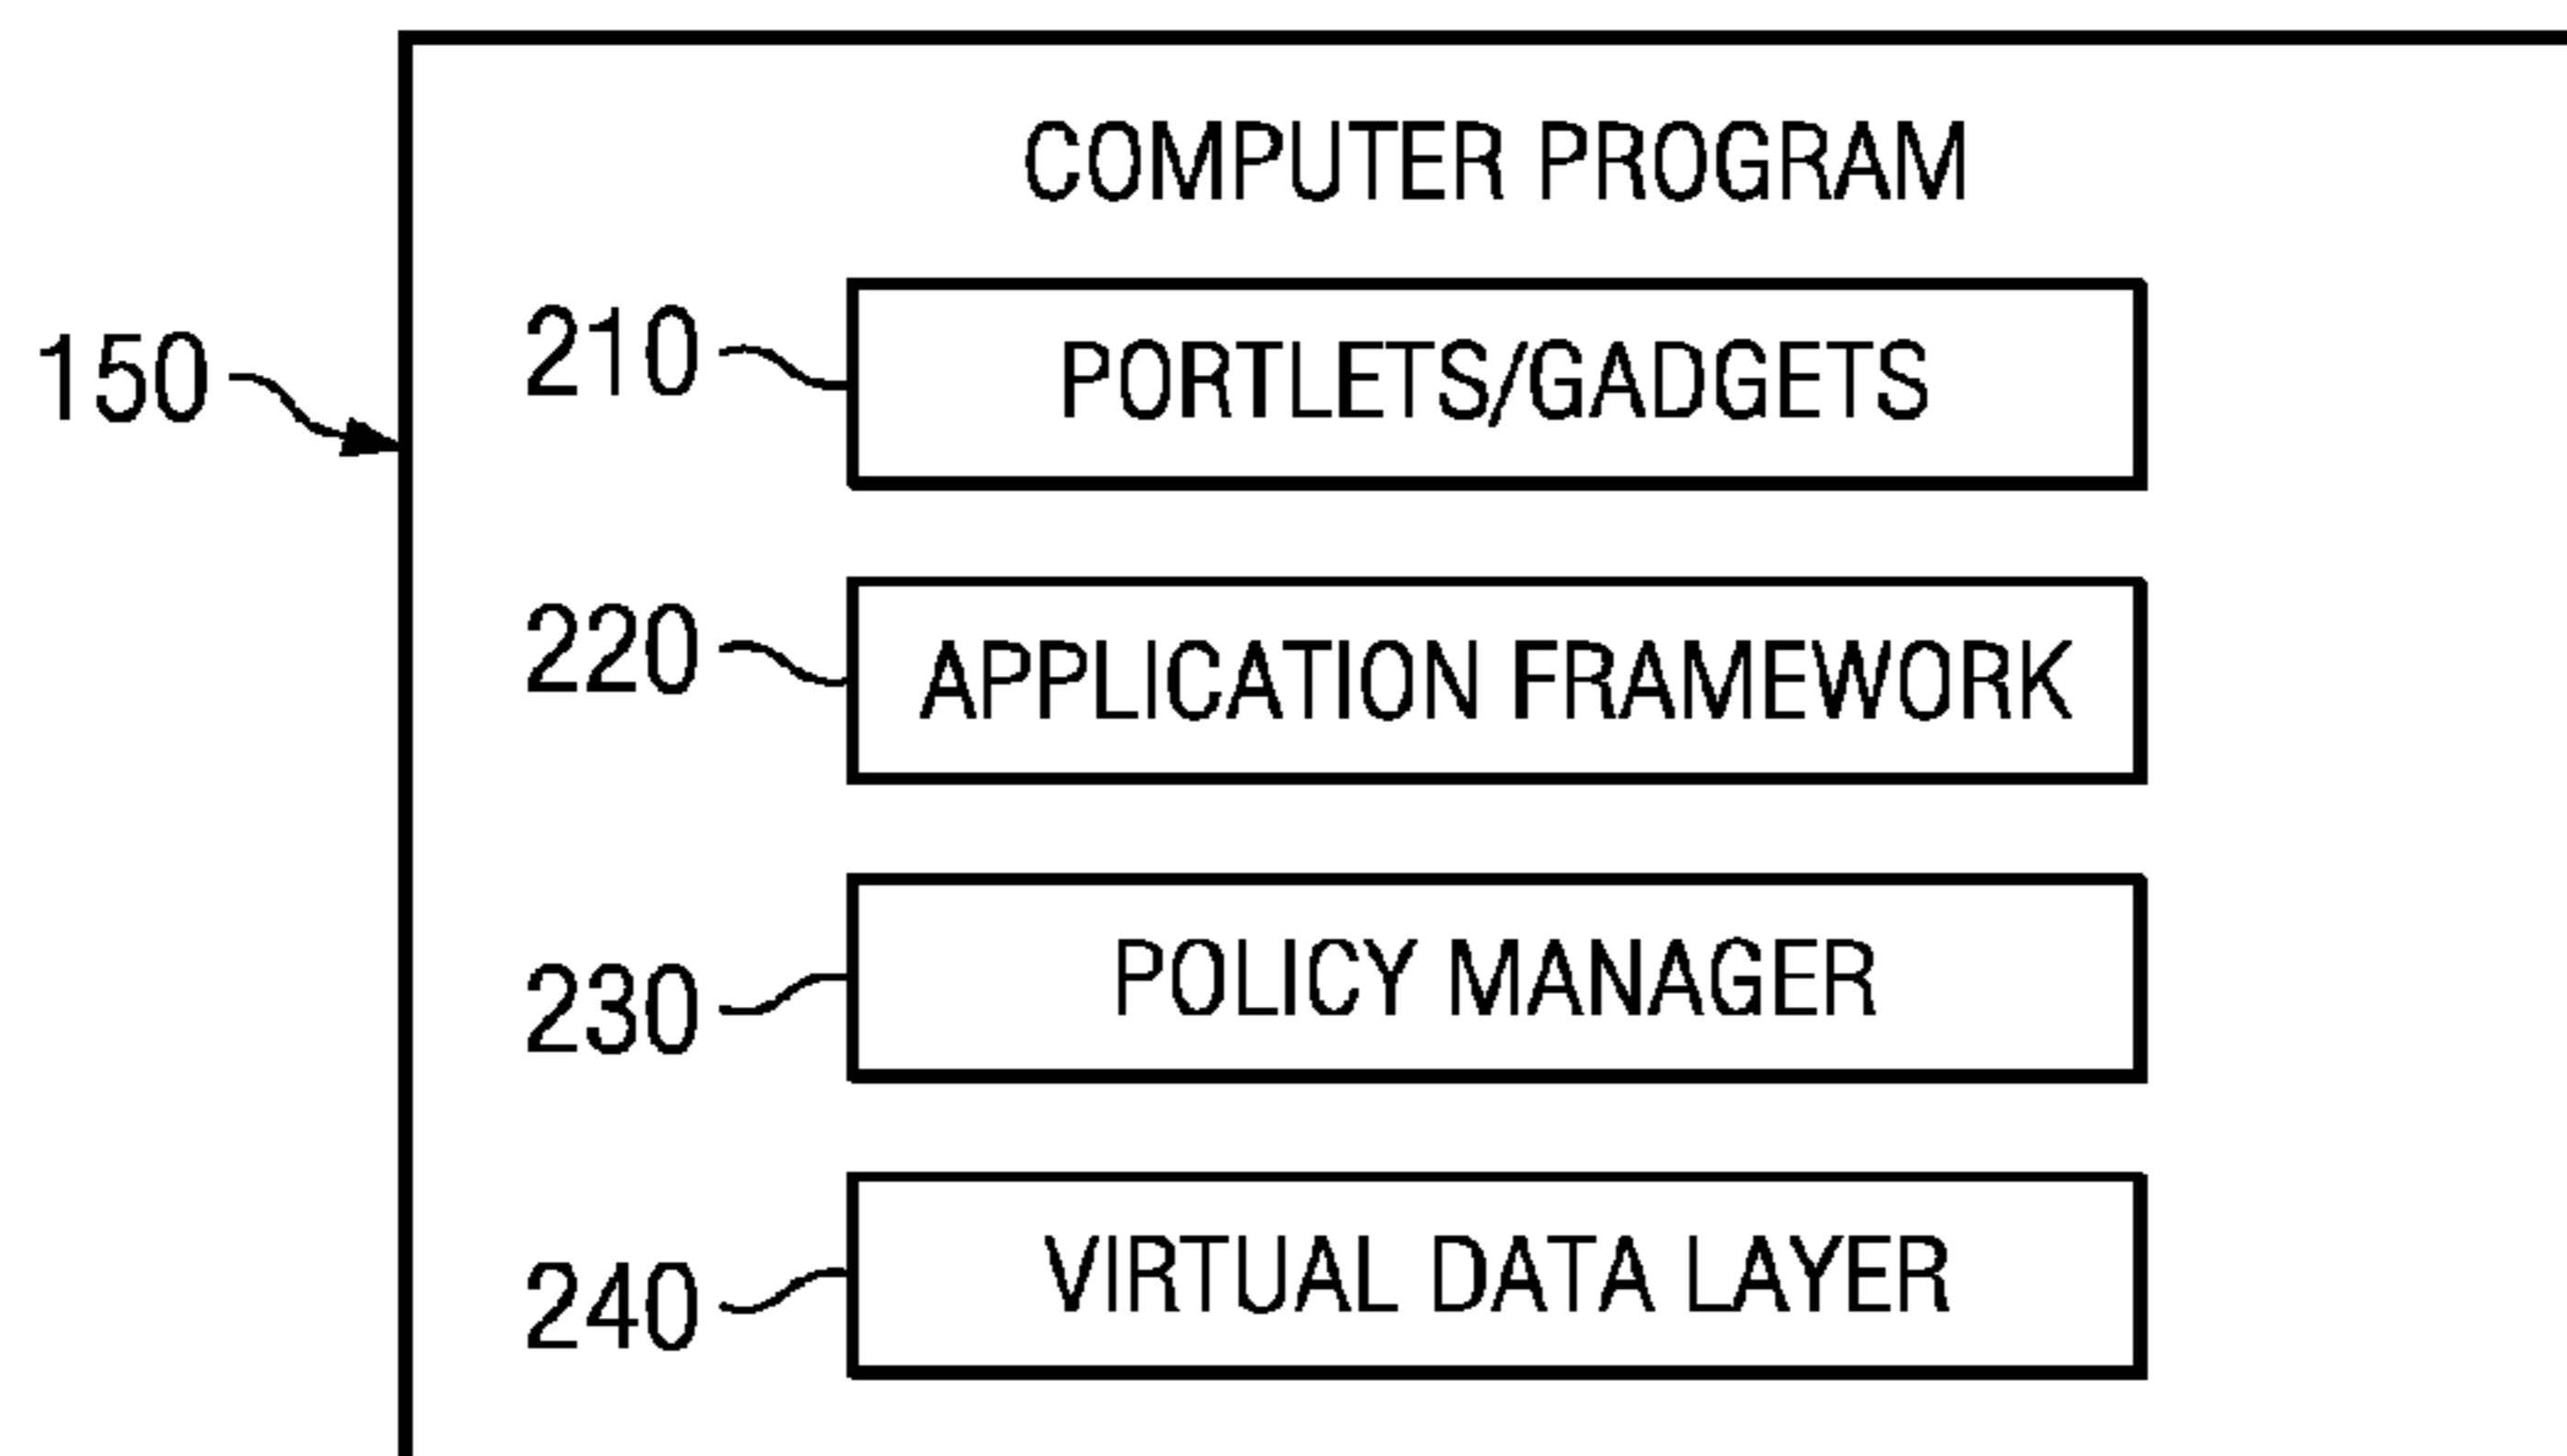 COMPUTER PROGRAM
150
210 PORTLETS/GADGETS
220 APPLICATION FRAMEWORK
230 POLICY MANAGER
240 VIRTUAL DATA LAYER